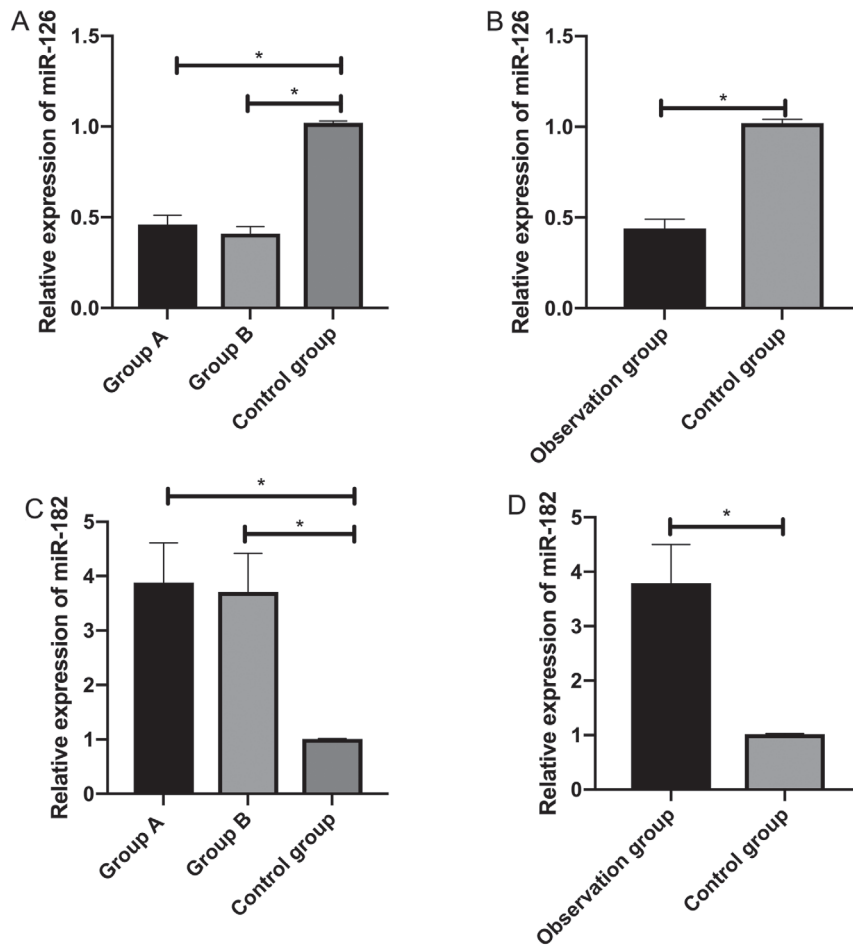 A
Relative expression of miR-126
1.5
1.0
0.5
0.0
*
*
Group A
Group B
Control group
B
Relative expression of miR-126
1.5
1.0
0.5
0.0
*
Observation group
Control group
C
Relative expression of miR-182
5
4
3
2
1
0
*
*
Group A
Group B
Control group
D
Relative expression of miR-182
5
4
3
2
1
0
*
Observation group
Control group